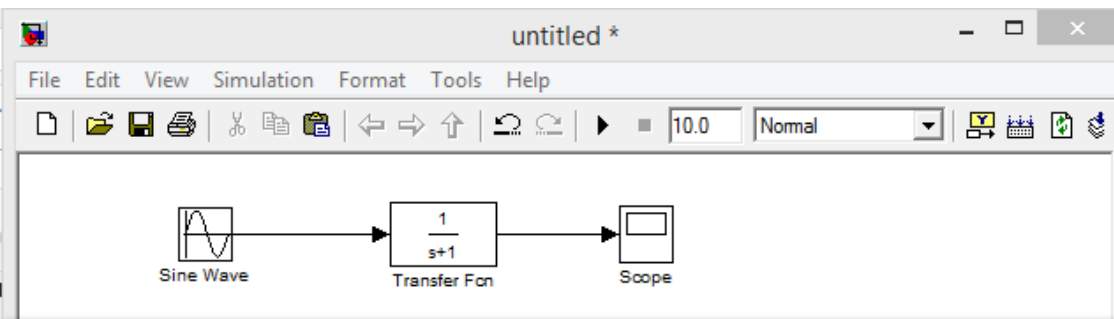 untitled *
File Edit View Simulation Format Tools Help
10.0 Normal
1
s+1
Sine Wave Transfer Fcn Scope